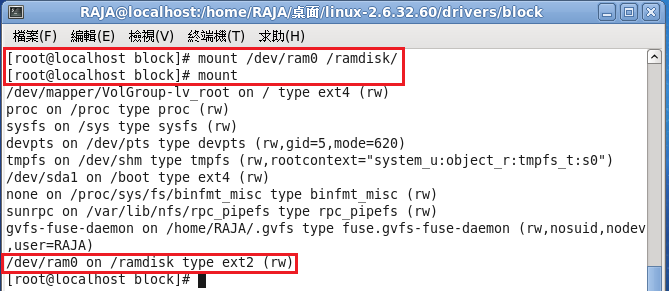 RAJA@localhost:/home/RAJA/桌面/linux-2.6.32.60/drivers/block
檔案(F) 編輯(E) 檢視(V) 終端機(T) 求助(H)
[root@localhost block]# mount /dev/ram0 /ramdisk/
[root@localhost block]# mount
/dev/mapper/VolGroup-lv_root on / type ext4 (rw)
proc on /proc type proc (rw)
sysfs on /sys type sysfs (rw)
devpts on /dev/pts type devpts (rw,gid=5,mode=620)
tmpfs on /dev/shm type tmpfs (rw,rootcontext="system_u:object_r:tmpfs_t:s0")
/dev/sda1 on /boot type ext4 (rw)
none on /proc/sys/fs/binfmt_misc type binfmt_misc (rw)
sunrpc on /var/lib/nfs/rpc_pipefs type rpc_pipefs (rw)
gvfs-fuse-daemon on /home/RAJA/.gvfs type fuse.gvfs-fuse-daemon (rw,nosuid,nodev
,user=RAJA)
/dev/ram0 on /ramdisk type ext2 (rw)
[root@localhost block]#